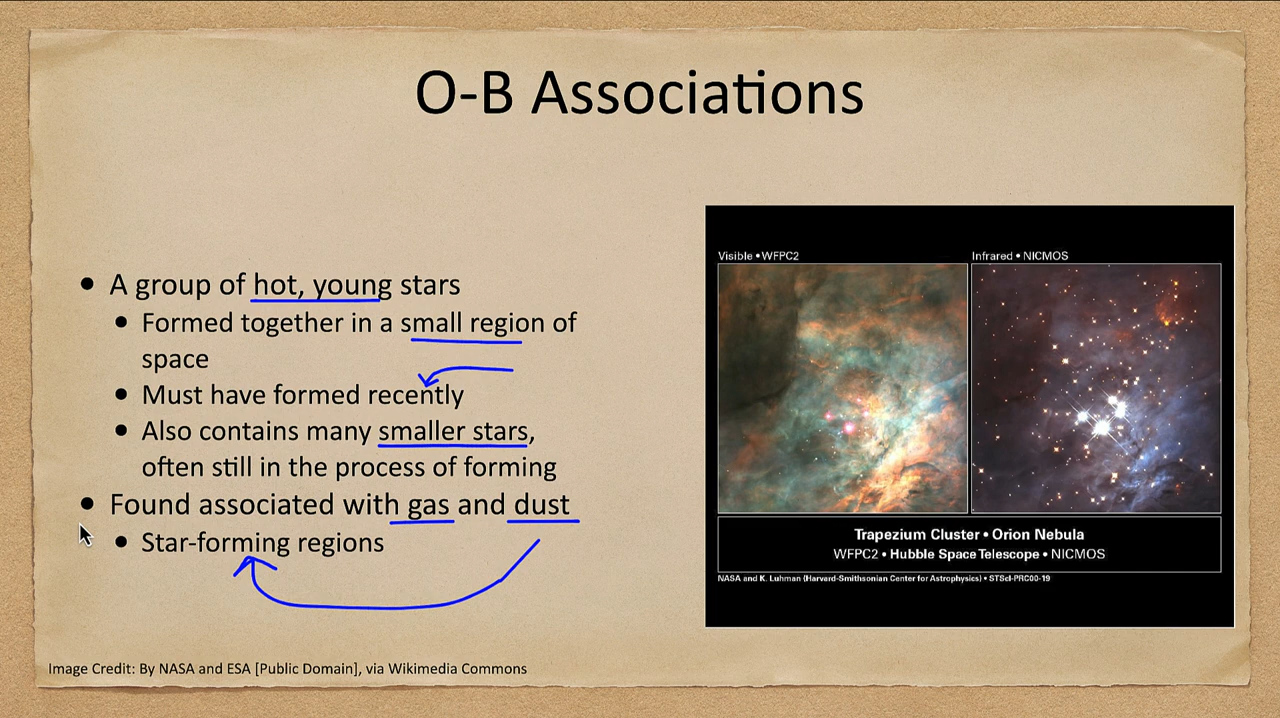 O-B Associations
• A group of hot, young stars
• Formed together in a small region of
space
• Must have formed recently
• Also contains many smaller stars,
often still in the process of forming
• Found associated with gas and dust
• Star-forming regions
Visible • WFPC2
Infrared • NICMOS
Trapezium Cluster • Orion Nebula
WFPC2 • Hubble Space Telescope • NICMOS
NASA and K. Luhman (Harvard-Smithsonian Center for Astrophysics) • STScI-PRC00-19
Image Credit: By NASA and ESA [Public Domain], via Wikimedia Commons